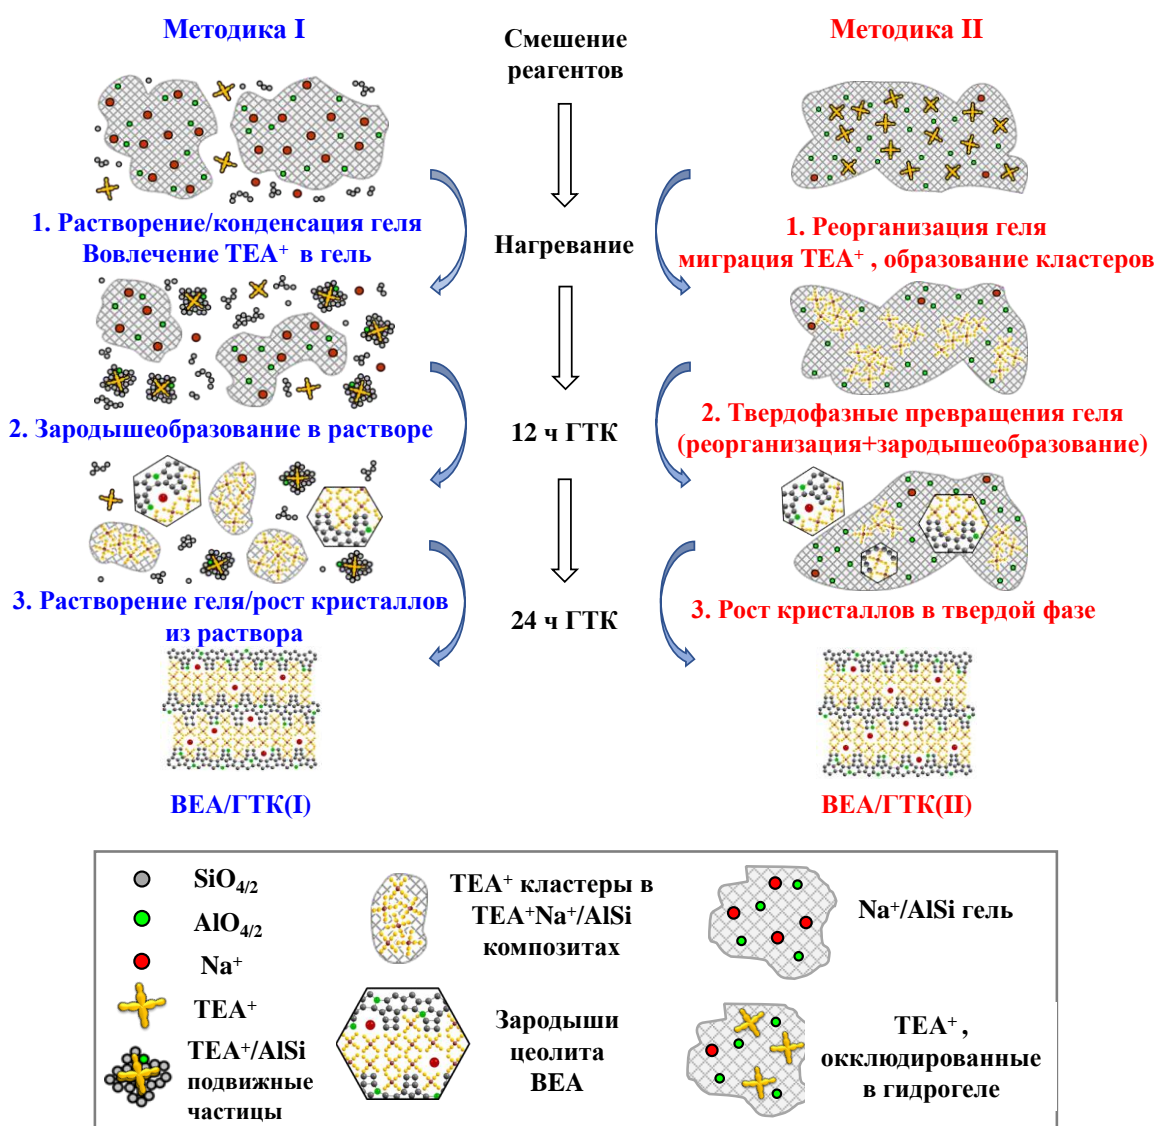 Методика I
Смешение
реагентов
Методика II
1. Растворение/конденсация геля
Вовлечение TEA⁺ в гель
Нагревание
1. Реорганизация геля
миграция TEA⁺ , образование кластеров
2. Зародышеобразование в растворе
12 ч ГТК
2. Твердофазные превращения геля
(реорганизация+зародышеобразование)
3. Растворение геля/рост кристаллов
из раствора
24 ч ГТК
3. Рост кристаллов в твердой фазе
BEA/ГТК(I)
BEA/ГТК(II)
SiO4/2
AlO4/2
Na⁺
TEA⁺
TEA⁺/AlSi
подвижные
частицы
TEA⁺ кластеры в
TEA⁺Na⁺/AlSi
композитах
Зародыши
цеолита
BEA
Na⁺/AlSi гель
TEA⁺ ,
окклюдированные
в гидрогеле